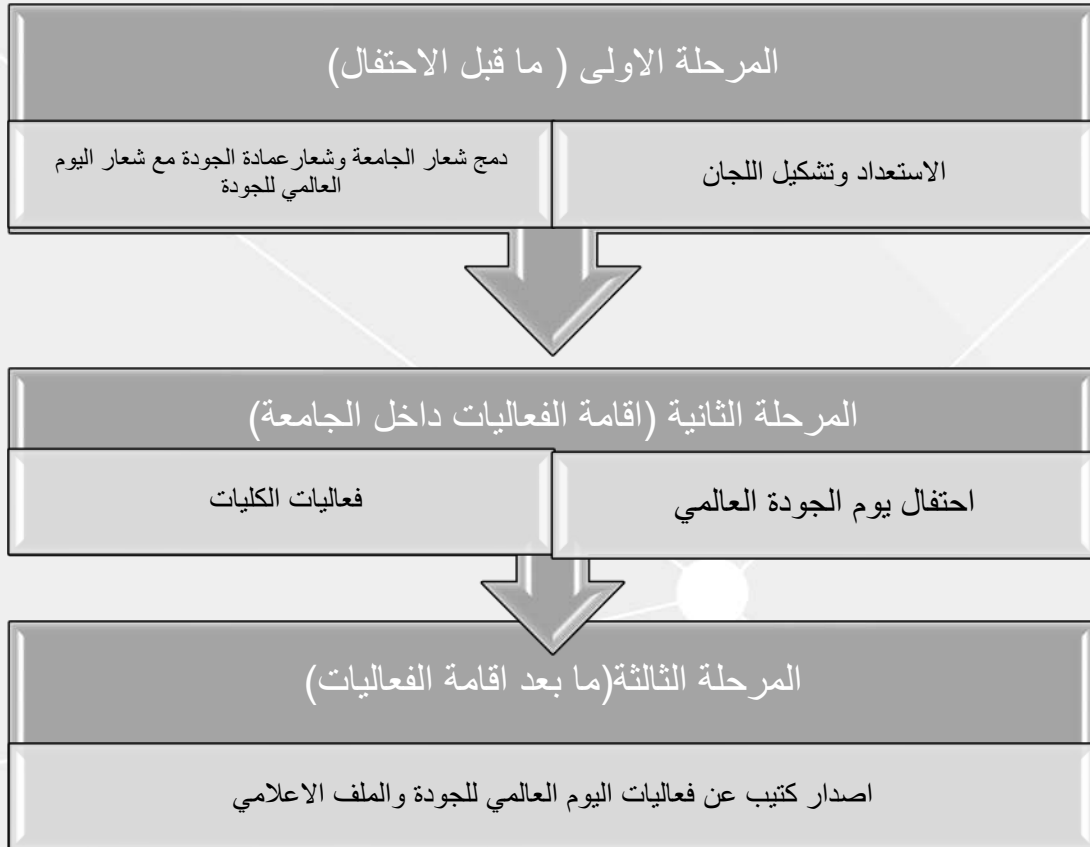 المرحلة الاولى ( ما قبل الاحتفال)
الاستعداد وتشكيل اللجان
دمج شعار الجامعة وشعارعمادة الجودة مع شعار اليوم
العالمي للجودة
المرحلة الثانية (اقامة الفعاليات داخل الجامعة)
احتفال يوم الجودة العالمي
فعاليات الكليات
المرحلة الثالثة(ما بعد اقامة الفعاليات)
اصدار كتيب عن فعاليات اليوم العالمي للجودة والملف الاعلامي